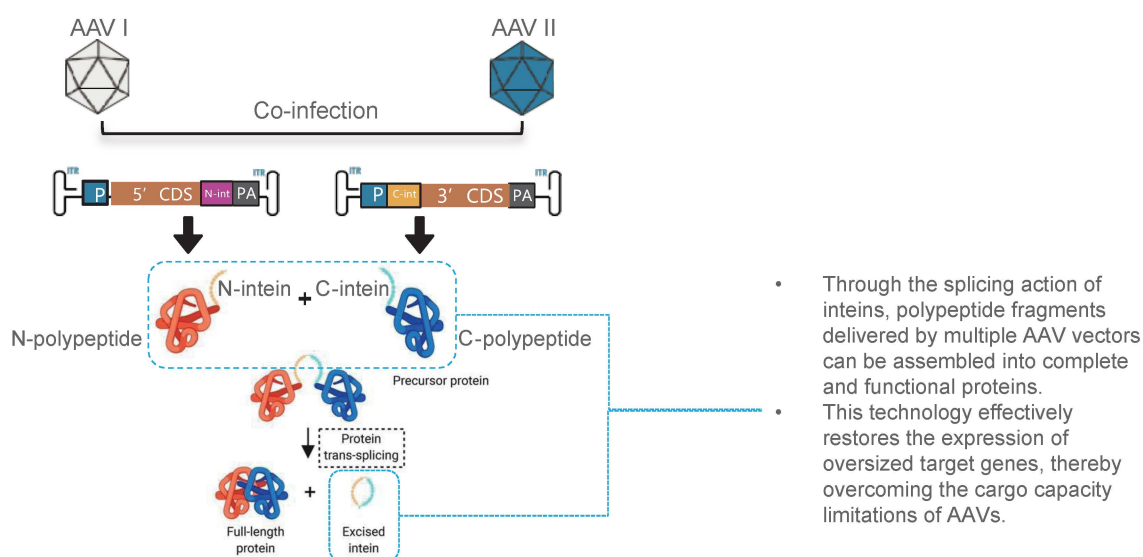 AAV I
AAV II
Co-infection
ITR
ITR
P 5' CDS N-int PA
ITR
ITR
P C-int 3' CDS PA
N-intein + C-intein
N-polypeptide
C-polypeptide
Precursor protein
Protein
trans-splicing
+
Full-length
protein
Excised
intein
• Through the splicing action of
inteins, polypeptide fragments
delivered by multiple AAV vectors
can be assembled into complete
and functional proteins.
• This technology effectively
restores the expression of
oversized target genes, thereby
overcoming the cargo capacity
limitations of AAVs.